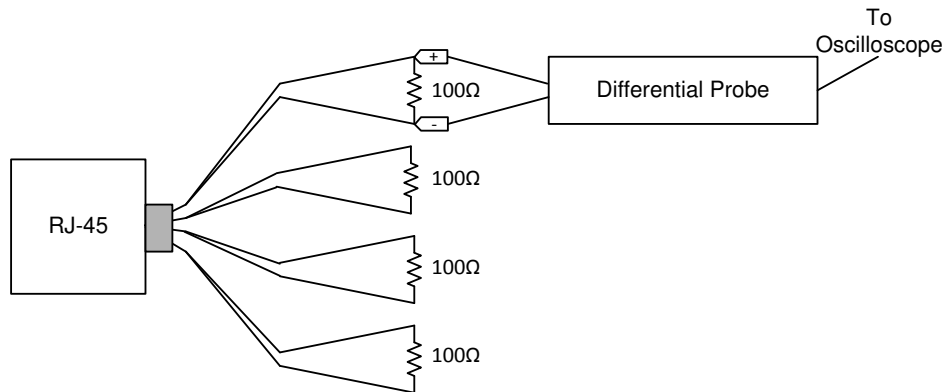 To
Oscilloscope
+
100Ω
Differential Probe
-
100Ω
RJ-45
100Ω
100Ω